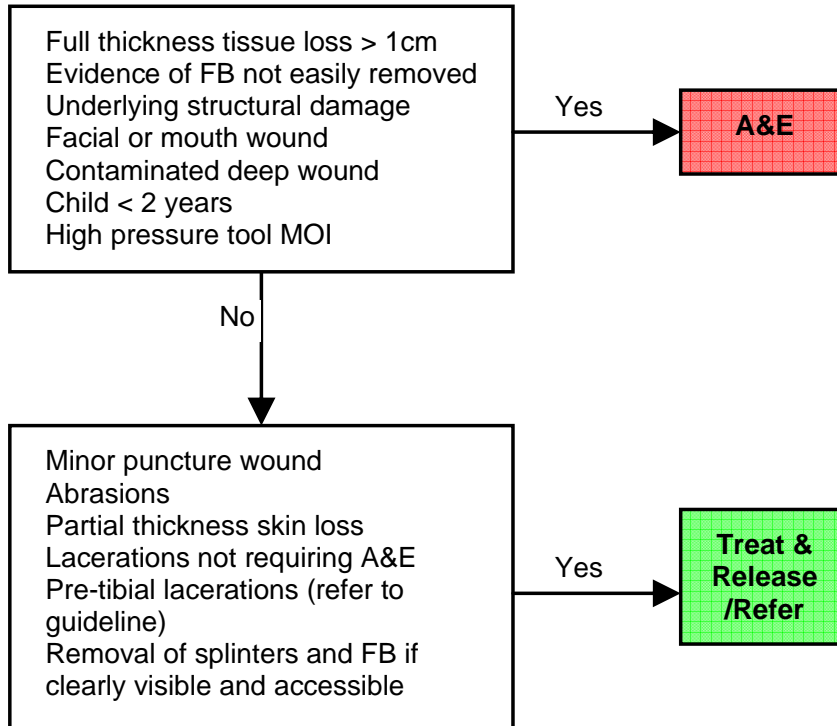 Full thickness tissue loss > 1cm
Evidence of FB not easily removed
Underlying structural damage
Facial or mouth wound
Contaminated deep wound
Child < 2 years
High pressure tool MOI
Yes
A&E
No
Minor puncture wound
Abrasions
Partial thickness skin loss
Lacerations not requiring A&E
Pre-tibial lacerations (refer to
guideline)
Removal of splinters and FB if
clearly visible and accessible
Yes
Treat &
Release
/Refer